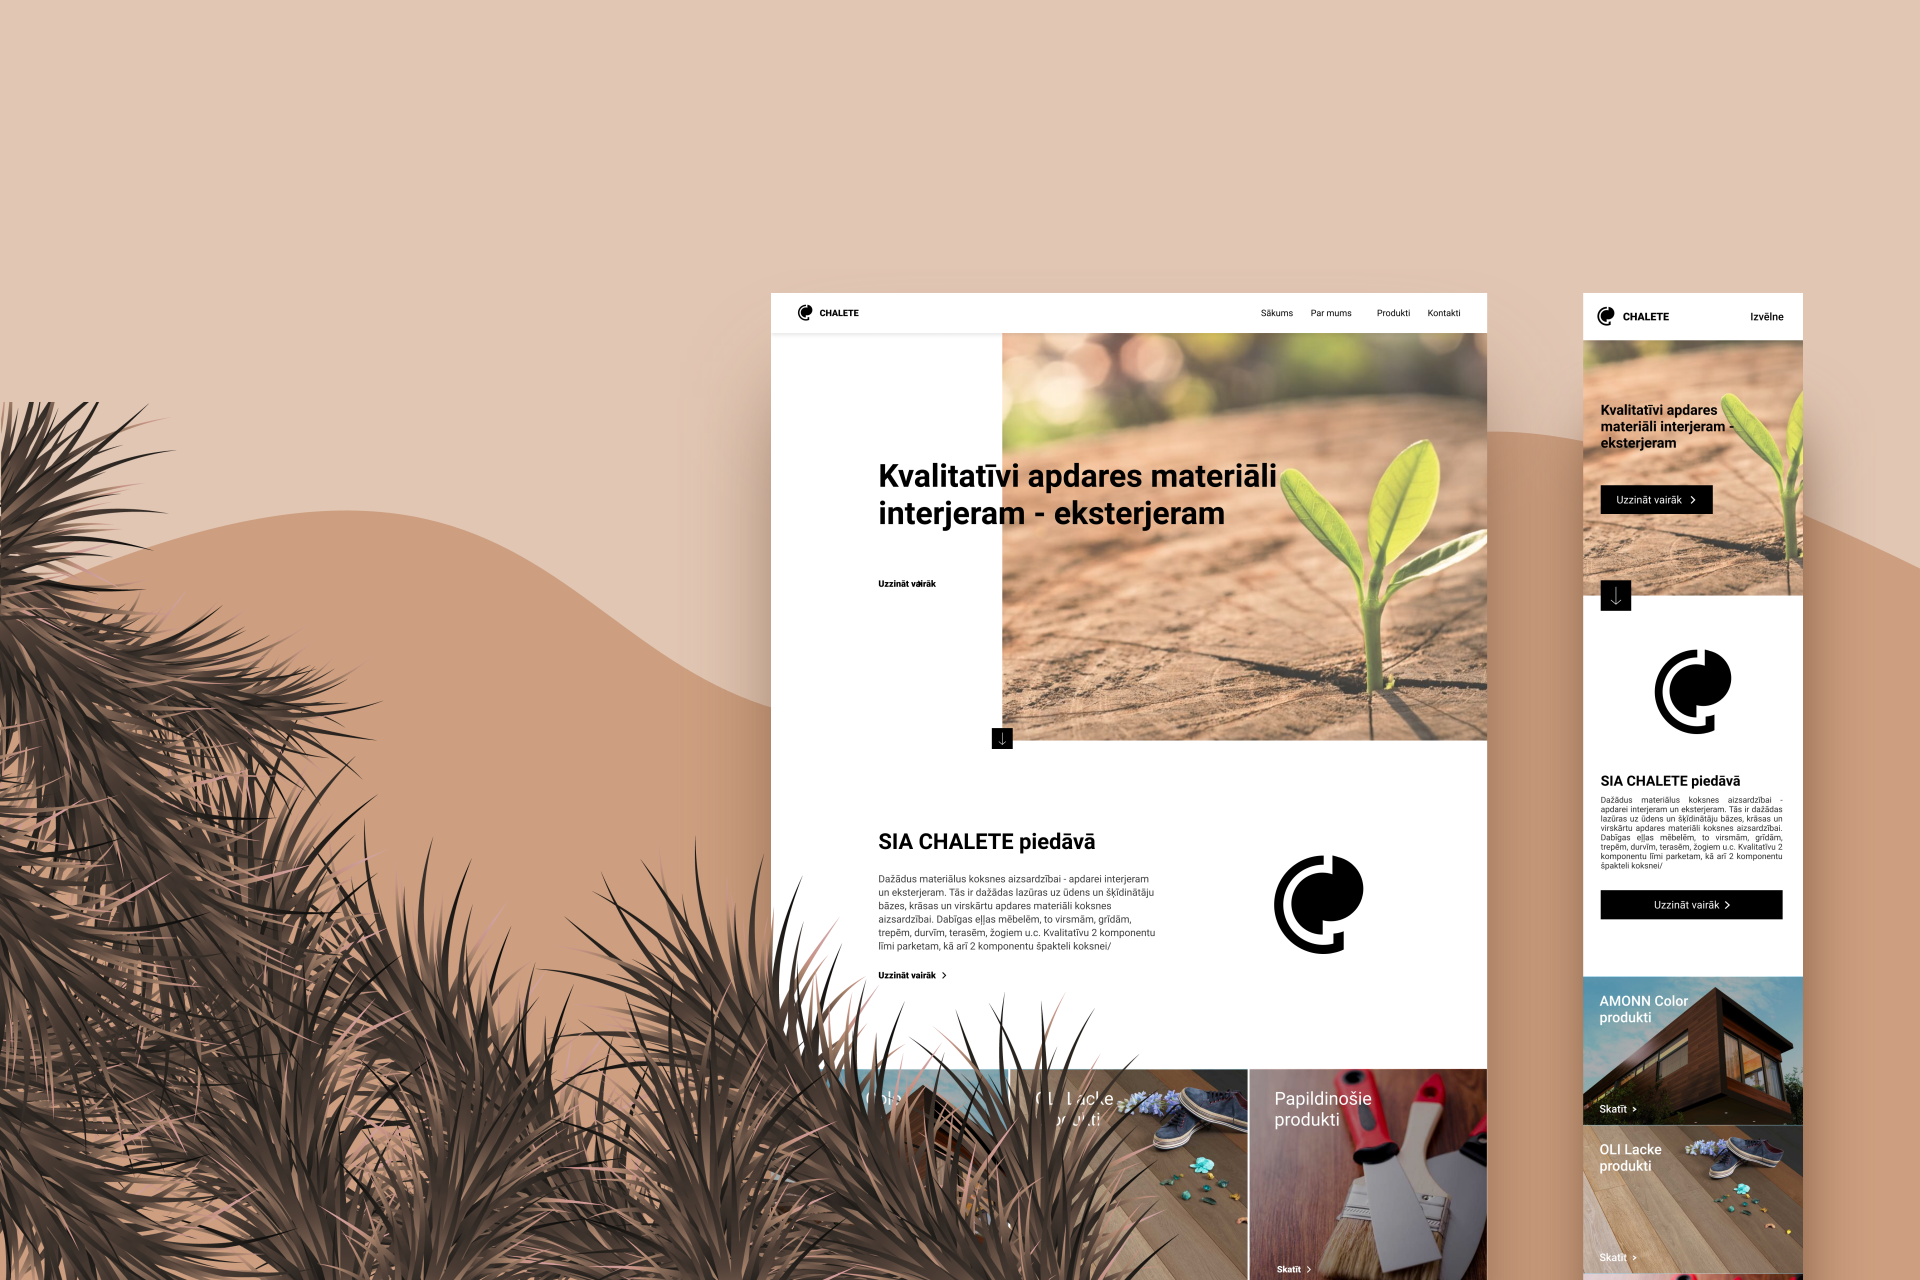 CHALETE
Sākums Par mums Produkti Kontakti
Kvalitatīvi apdares materiāli
interjeram - eksterjeram
Uzzināt vairāk
SIA CHALETE piedāvā
Dažādus materiālus koksnes aizsardzībai - apdarei interjeram
un eksterjeram. Tās ir dažādas lazūras uz ūdens un šķīdinātāju
bāzes, krāsas un virskārtu apdares materiāli koksnes
aizsardzībai. Dabīgas eļļas mēbelēm, to virsmām, grīdām,
trepēm, durvīm, terasēm, žogiem u.c. Kvalitatīvu 2 komponentu
līmi parketam, kā arī 2 komponentu špakteli koksnei/
Uzzināt vairāk
Papildinošie
produkti
Skatīt
CHALETE
Izvēlne
Kvalitatīvi apdares
materiāli interjeram -
eksterjeram
Uzzināt vairāk
SIA CHALETE piedāvā
Dažādus materiālus koksnes aizsardzībai -
apdarei interjeram un eksterjeram. Tās ir dažādas
lazūras uz ūdens un šķīdinātāju bāzes, krāsas un
virskārtu apdares materiāli koksnes aizsardzībai.
Dabīgas eļļas mēbelēm, to virsmām, grīdām,
trepēm, durvīm, terasēm, žogiem u.c. Kvalitatīvu 2
komponentu līmi parketam, kā arī 2 komponentu
špakteli koksnei/
Uzzināt vairāk
AMONN Color
produkti
Skatīt
OLI Lacke
produkti
Skatīt